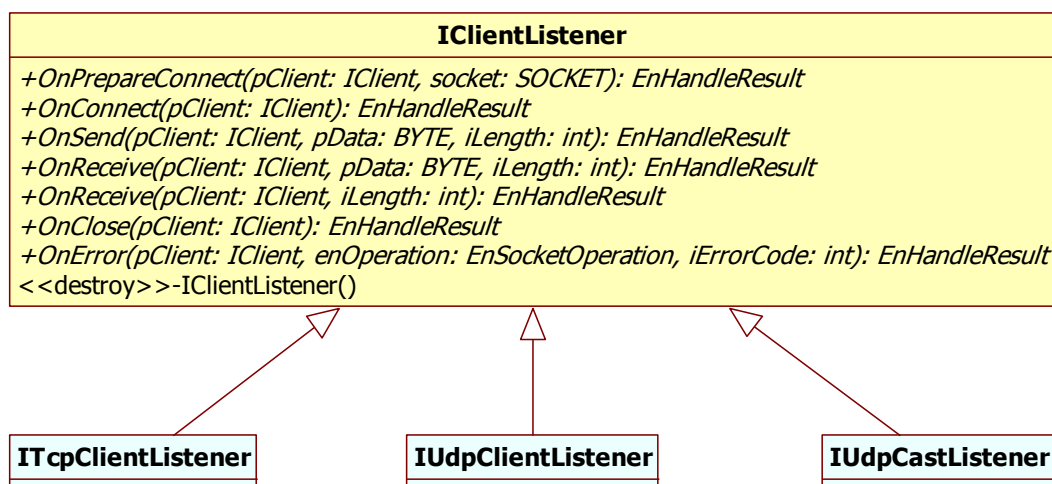 IClientListener
+OnPrepareConnect(pClient: IClient, socket: SOCKET): EnHandleResult
+OnConnect(pClient: IClient): EnHandleResult
+OnSend(pClient: IClient, pData: BYTE, iLength: int): EnHandleResult
+OnReceive(pClient: IClient, pData: BYTE, iLength: int): EnHandleResult
+OnReceive(pClient: IClient, iLength: int): EnHandleResult
+OnClose(pClient: IClient): EnHandleResult
+OnError(pClient: IClient, enOperation: EnSocketOperation, iErrorCode: int): EnHandleResult
<<destroy>>-IClientListener()
ITcpClientListener
IUdpClientListener
IUdpCastListener